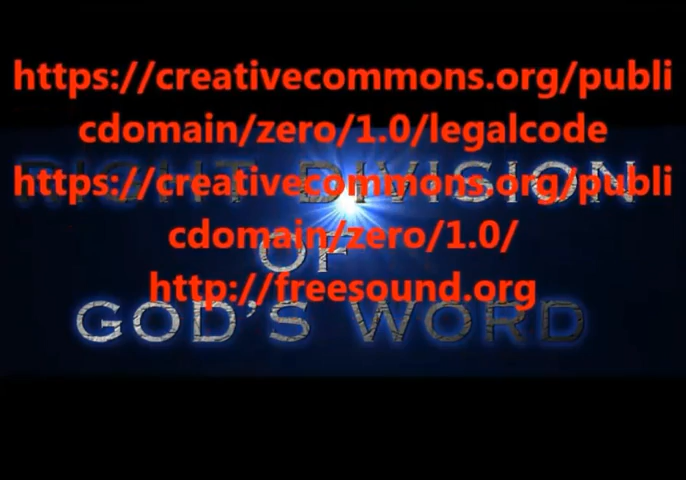 https://creativecommons.org/publi
cdomain/zero/1.0/legalcode
RIGHT DIVISION
https://creativecommons.org/publi
cdomain/zero/1.0/
OF
http://freesound.org
GOD'S WORD